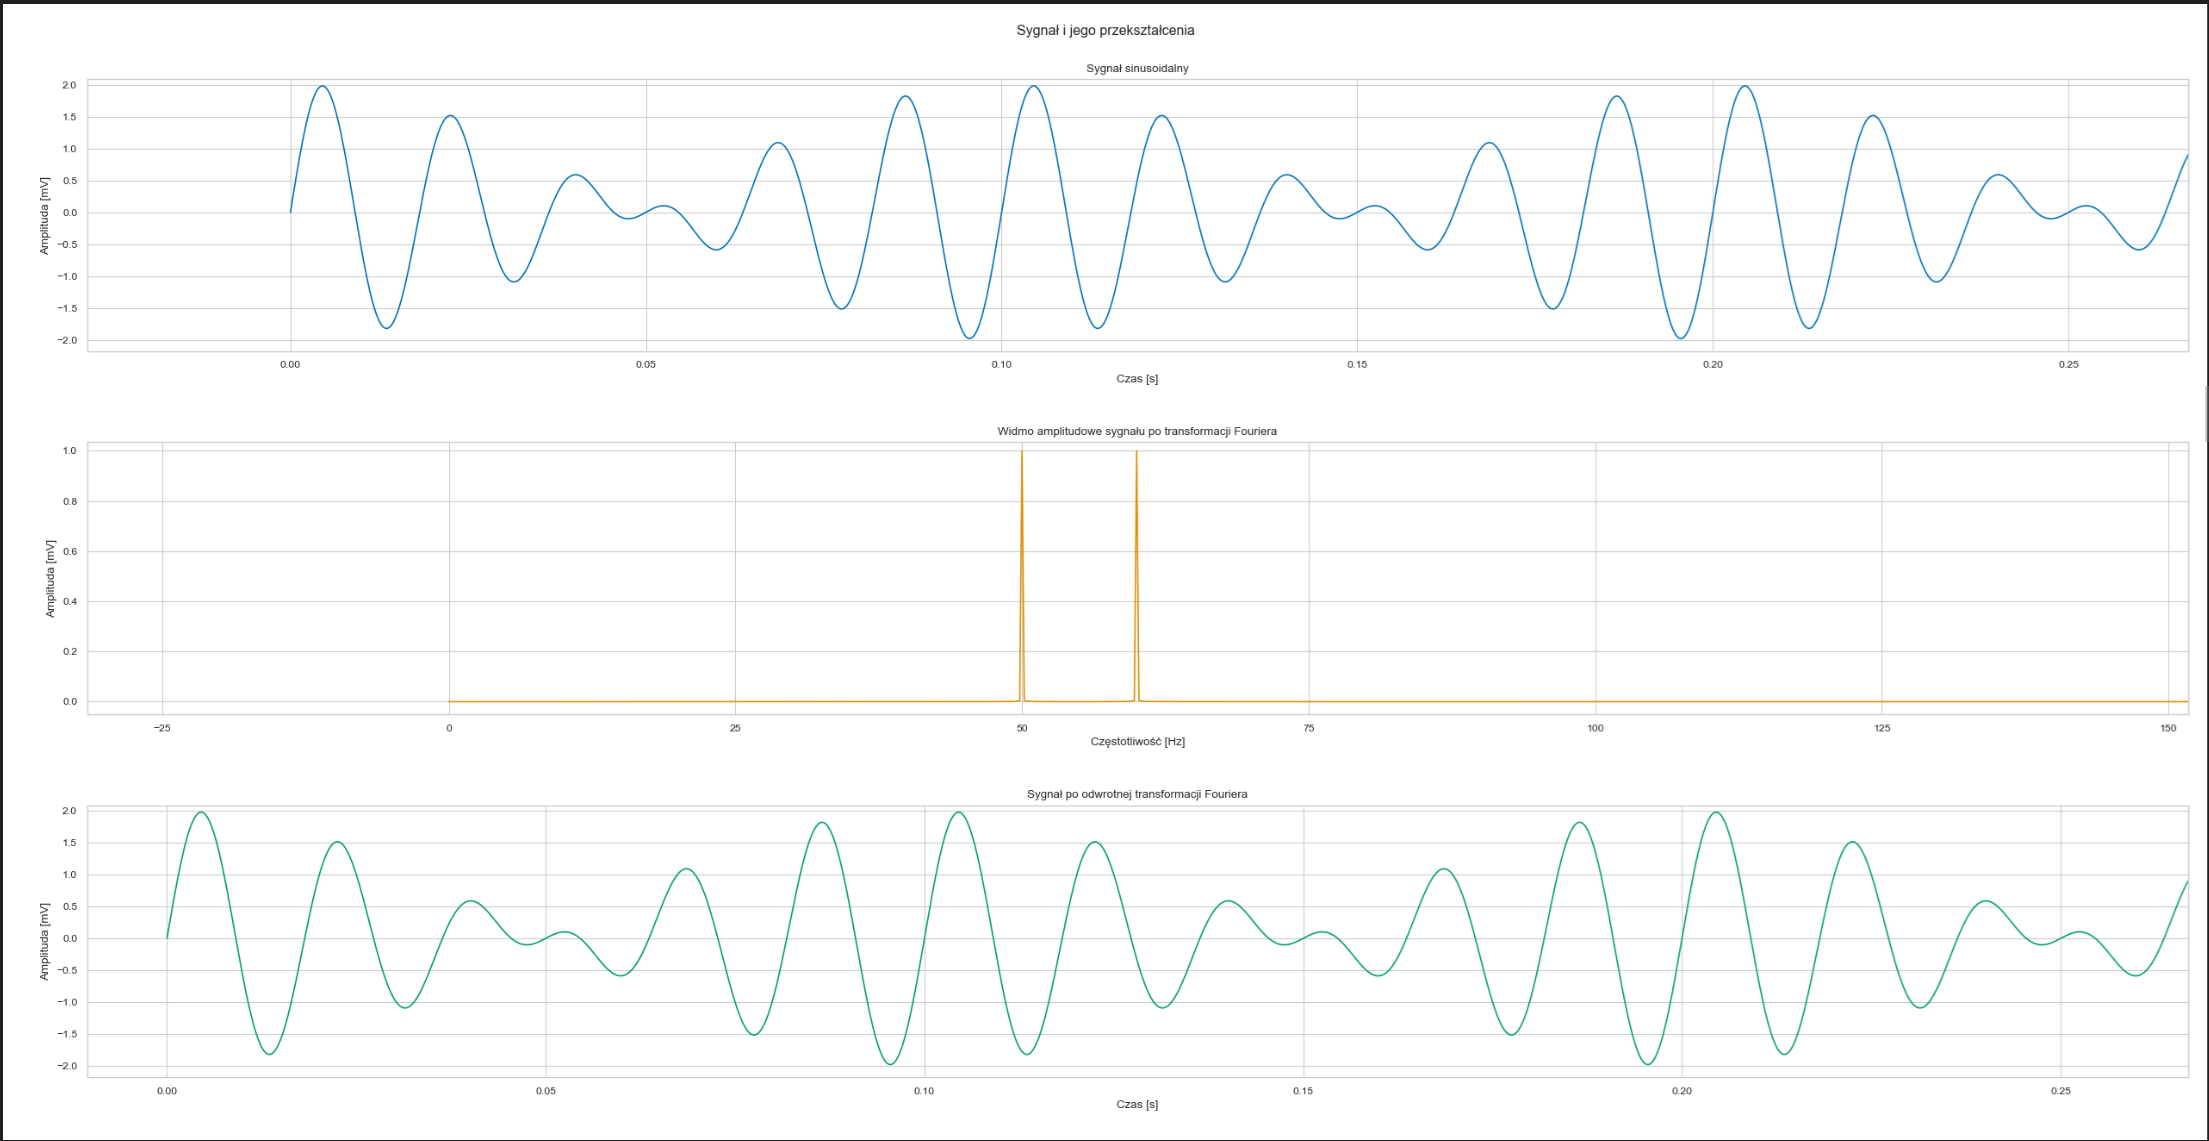 Sygnał i jego przekształcenia
Sygnał sinusoidalny
2.0
1.5
1.0
0.5
0.0
−0.5
−1.0
−1.5
−2.0
Amplituda [mV]
0.00 0.05 0.10 0.15 0.20 0.25
Czas [s]
Widmo amplitudowe sygnału po transformacji Fouriera
1.0
0.8
0.6
0.4
0.2
0.0
Amplituda [mV]
−25 0 25 50 75 100 125 150
Częstotliwość [Hz]
Sygnał po odwrotnej transformacji Fouriera
2.0
1.5
1.0
0.5
0.0
−0.5
−1.0
−1.5
−2.0
Amplituda [mV]
0.00 0.05 0.10 0.15 0.20 0.25
Czas [s]